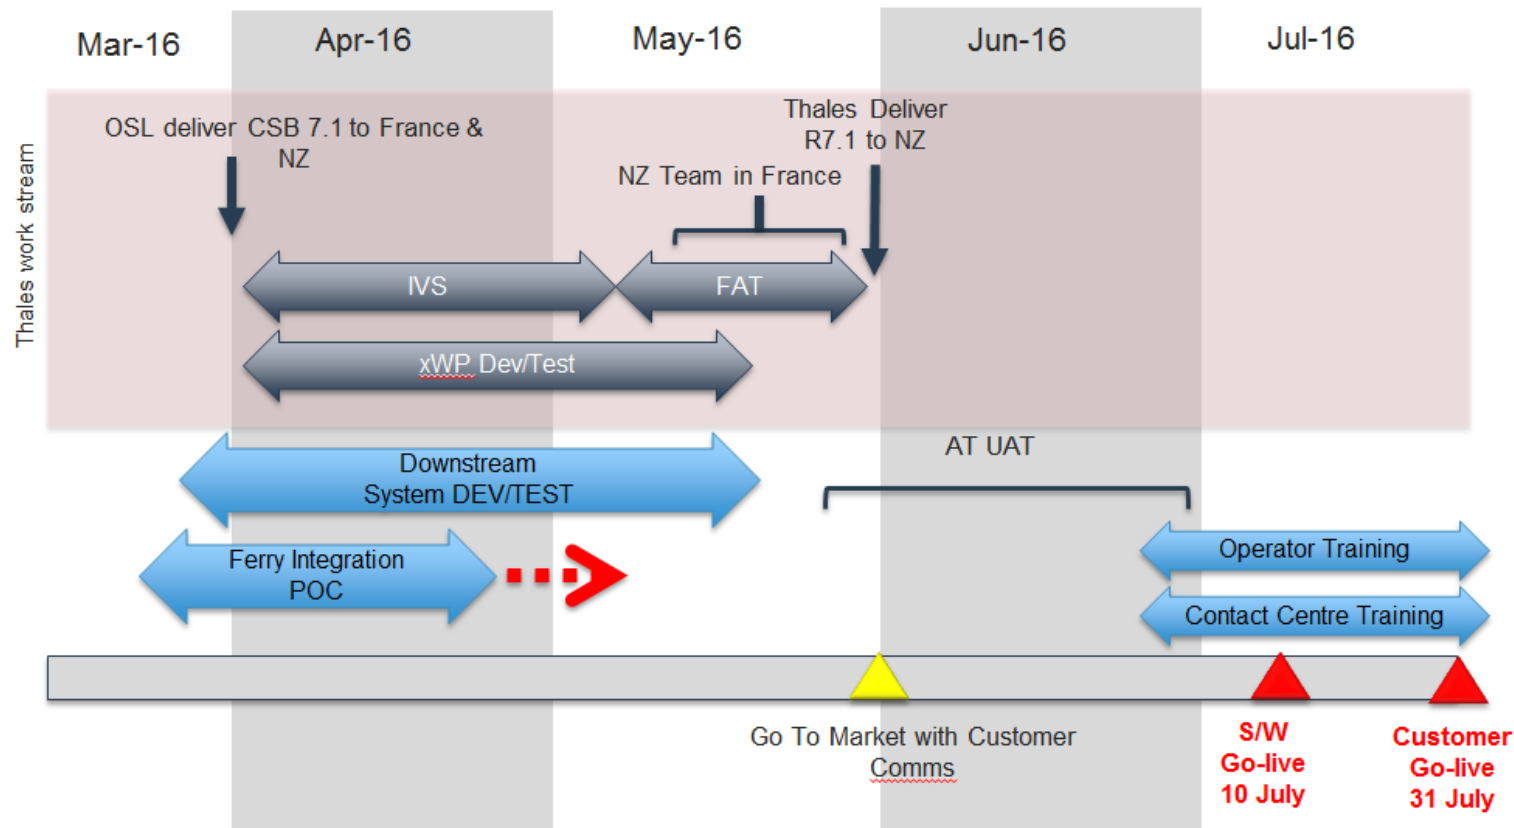 Mar-16
Apr-16
May-16
Jun-16
Jul-16
Thales work stream
OSL deliver CSB 7.1 to France &
NZ
Thales Deliver
R7.1 to NZ
NZ Team in France
IVS
FAT
xWP Dev/Test
Downstream
System DEV/TEST
AT UAT
Ferry Integration
POC
Operator Training
Contact Centre Training
Go To Market with Customer
Comms
S/W
Go-live
10 July
Customer
Go-live
31 July